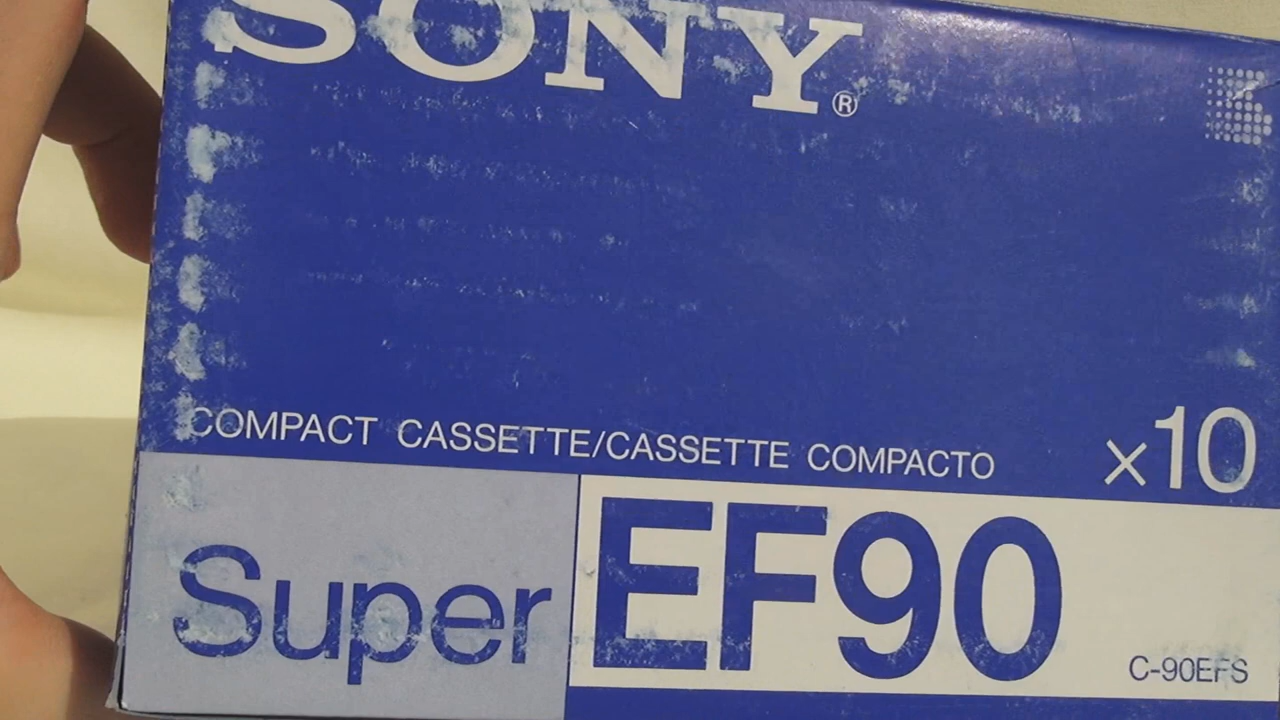 SONY®
COMPACT CASSETTE/CASSETTE COMPACTO ×10
Super EF90
C-90EFS